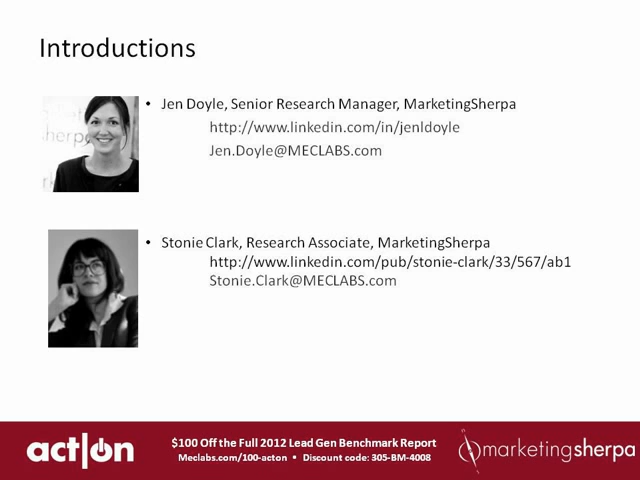 Introductions
• Jen Doyle, Senior Research Manager, MarketingSherpa
http://www.linkedin.com/in/jenldoyle
Jen.Doyle@MECLABS.com
herpa
• Stonie Clark, Research Associate, MarketingSherpa
http://www.linkedin.com/pub/stonie-clark/33/567/ab1
Stonie.Clark@MECLABS.com
act|on
$100 Off the Full 2012 Lead Gen Benchmark Report
Meclabs.com/100-acton ▪ Discount code: 305-BM-4008
marketingsherpa